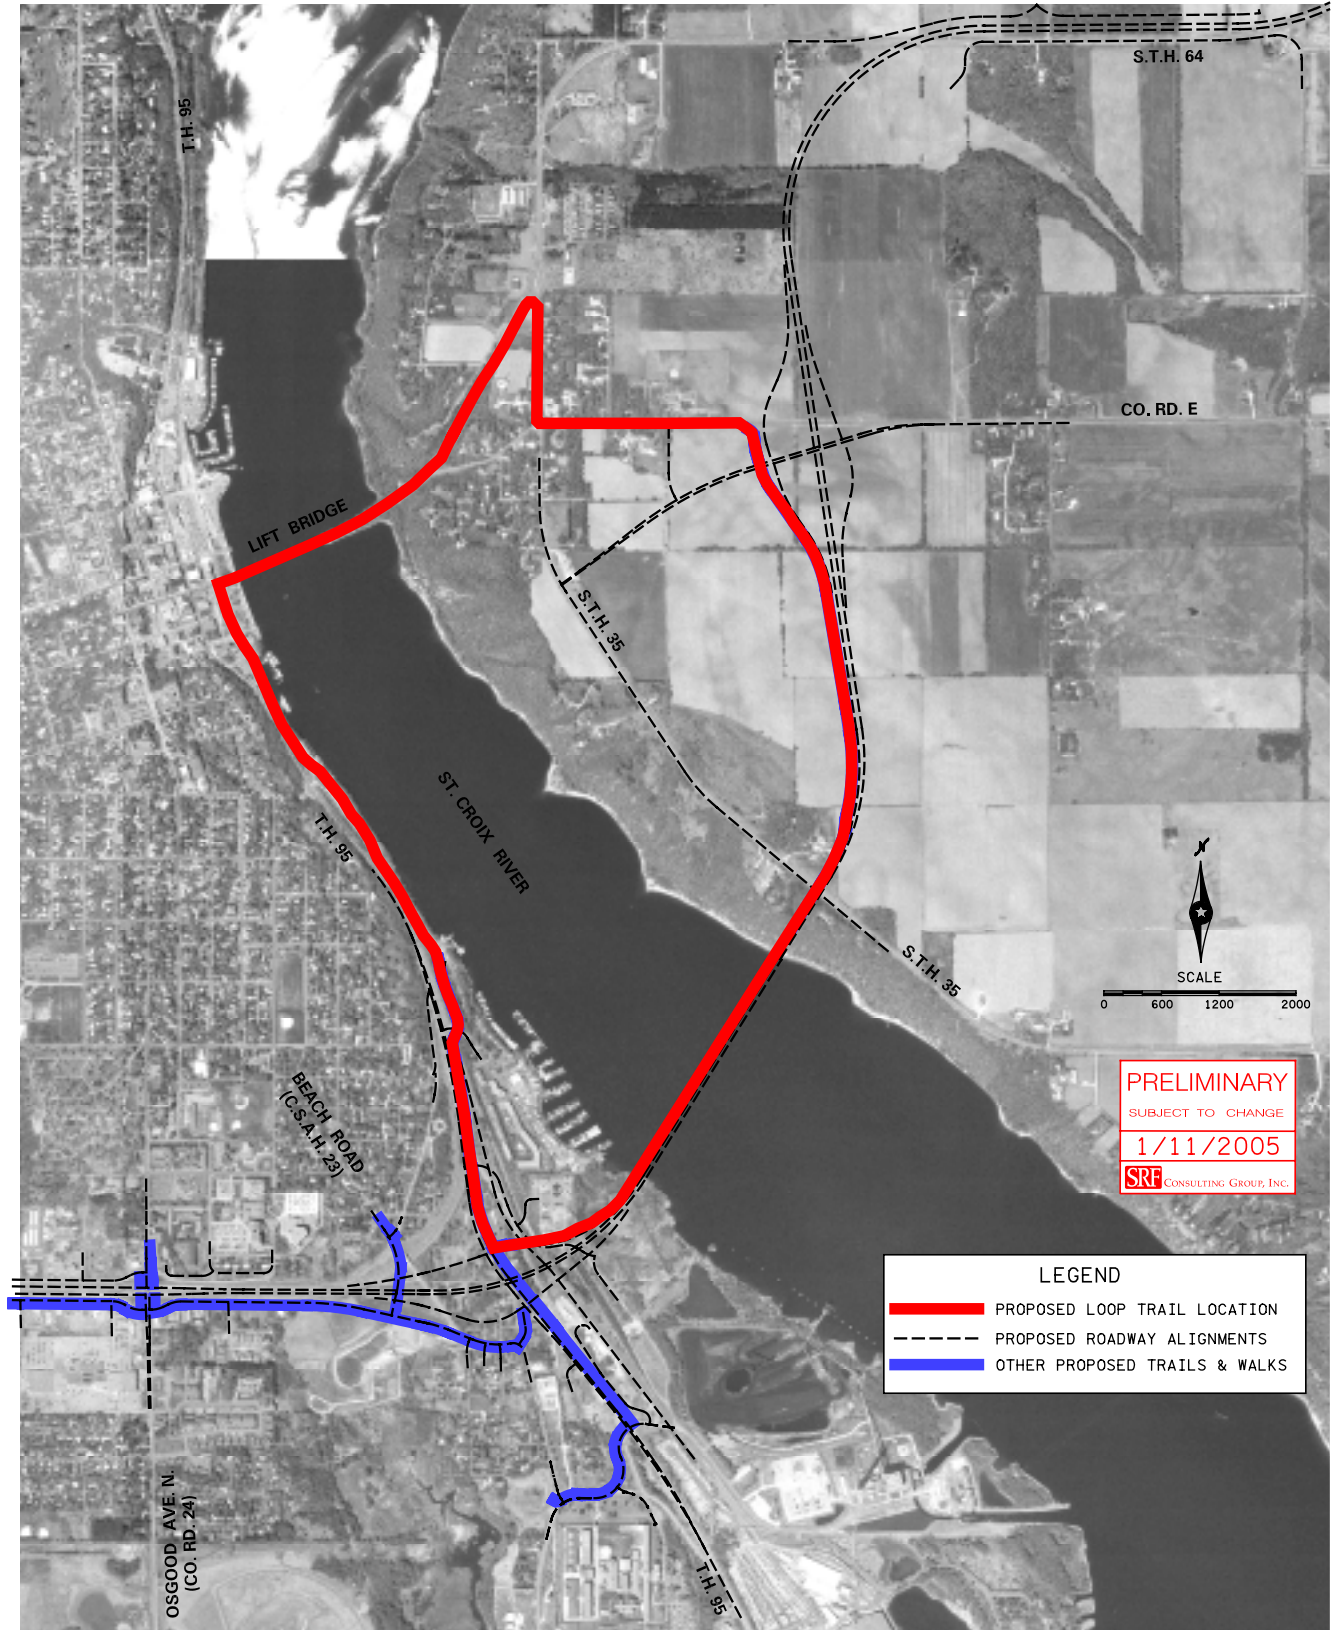 S.T.H. 64
T.H. 95
CO. RD. E
LIFT BRIDGE
S.T.H. 35
ST. CROIX RIVER
T.H. 95
S.T.H. 35
N
SCALE
0 600 1200 2000
BEACH ROAD
(C.S.A.H. 23)
PRELIMINARY
SUBJECT TO CHANGE
1/11/2005
SRF CONSULTING GROUP, INC.
LEGEND
PROPOSED LOOP TRAIL LOCATION
PROPOSED ROADWAY ALIGNMENTS
OTHER PROPOSED TRAILS & WALKS
OSGOOD AVE. N.
(CO. RD. 24)
T.H. 95